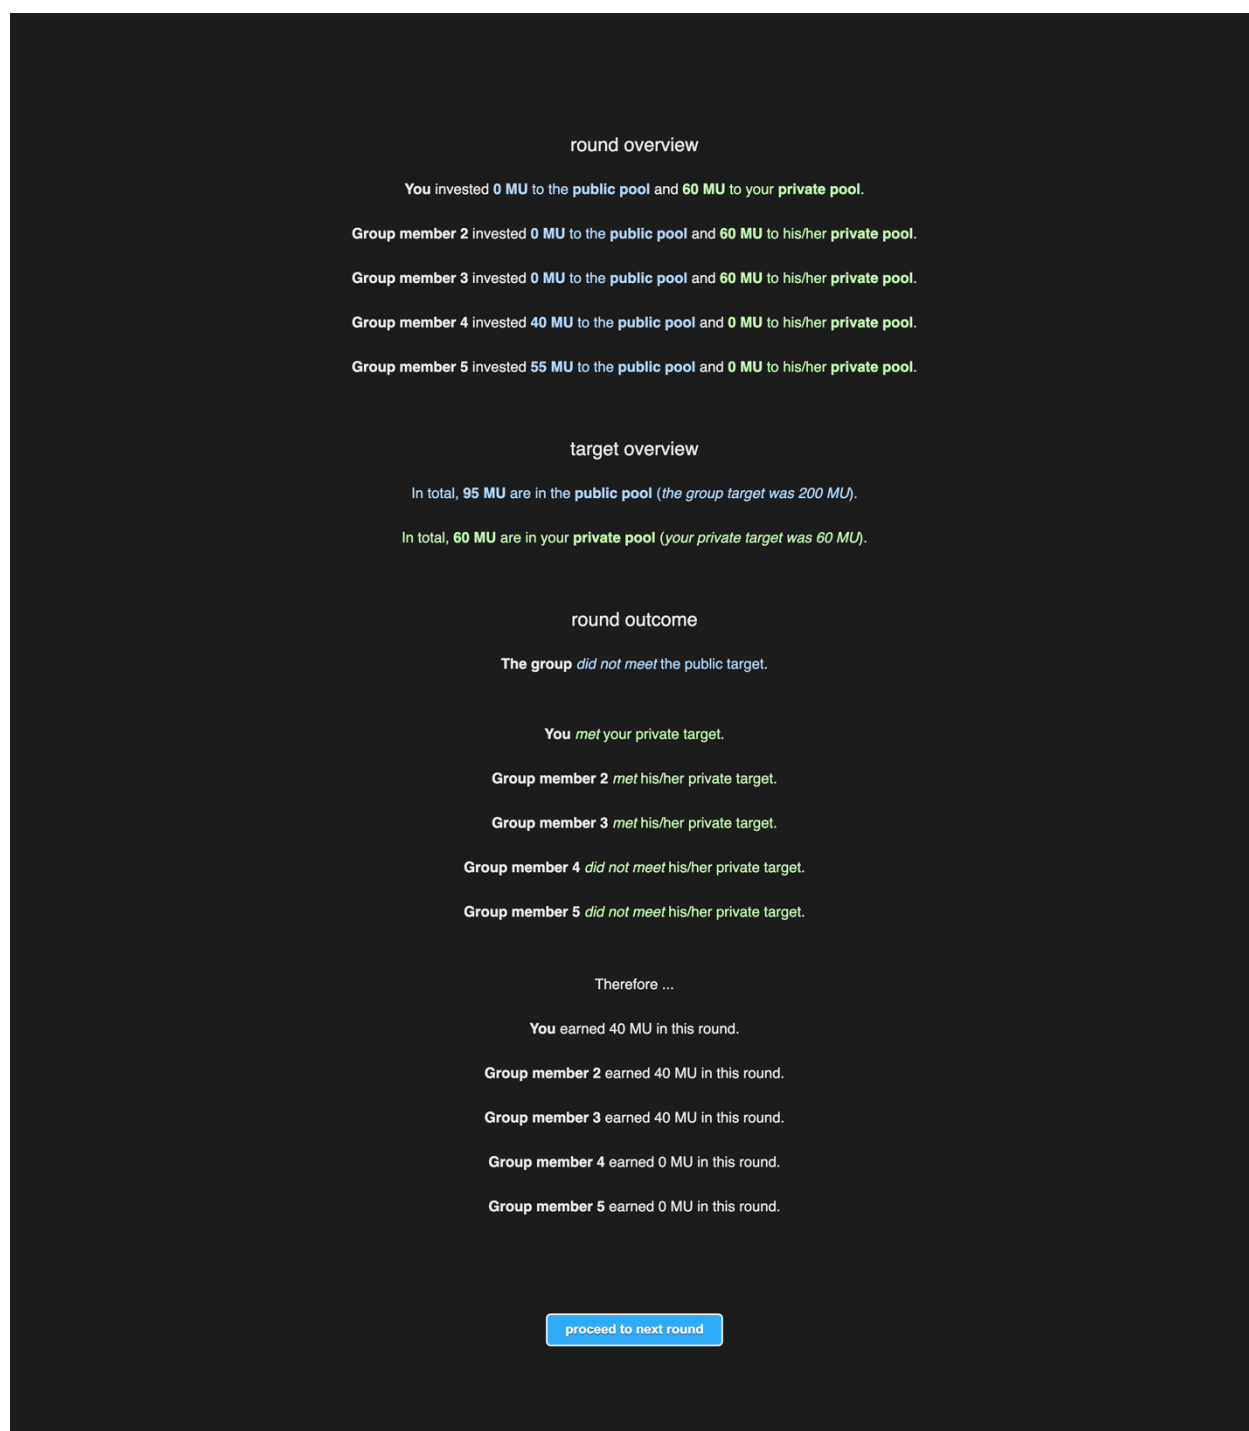 round overview
You invested 0 MU to the public pool and 60 MU to your private pool.
Group member 2 invested 0 MU to the public pool and 60 MU to his/her private pool.
Group member 3 invested 0 MU to the public pool and 60 MU to his/her private pool.
Group member 4 invested 40 MU to the public pool and 0 MU to his/her private pool.
Group member 5 invested 55 MU to the public pool and 0 MU to his/her private pool.
target overview
In total, 95 MU are in the public pool (the group target was 200 MU).
In total, 60 MU are in your private pool (your private target was 60 MU).
round outcome
The group did not meet the public target.
You met your private target.
Group member 2 met his/her private target.
Group member 3 met his/her private target.
Group member 4 did not meet his/her private target.
Group member 5 did not meet his/her private target.
Therefore ...
You earned 40 MU in this round.
Group member 2 earned 40 MU in this round.
Group member 3 earned 40 MU in this round.
Group member 4 earned 0 MU in this round.
Group member 5 earned 0 MU in this round.
proceed to next round